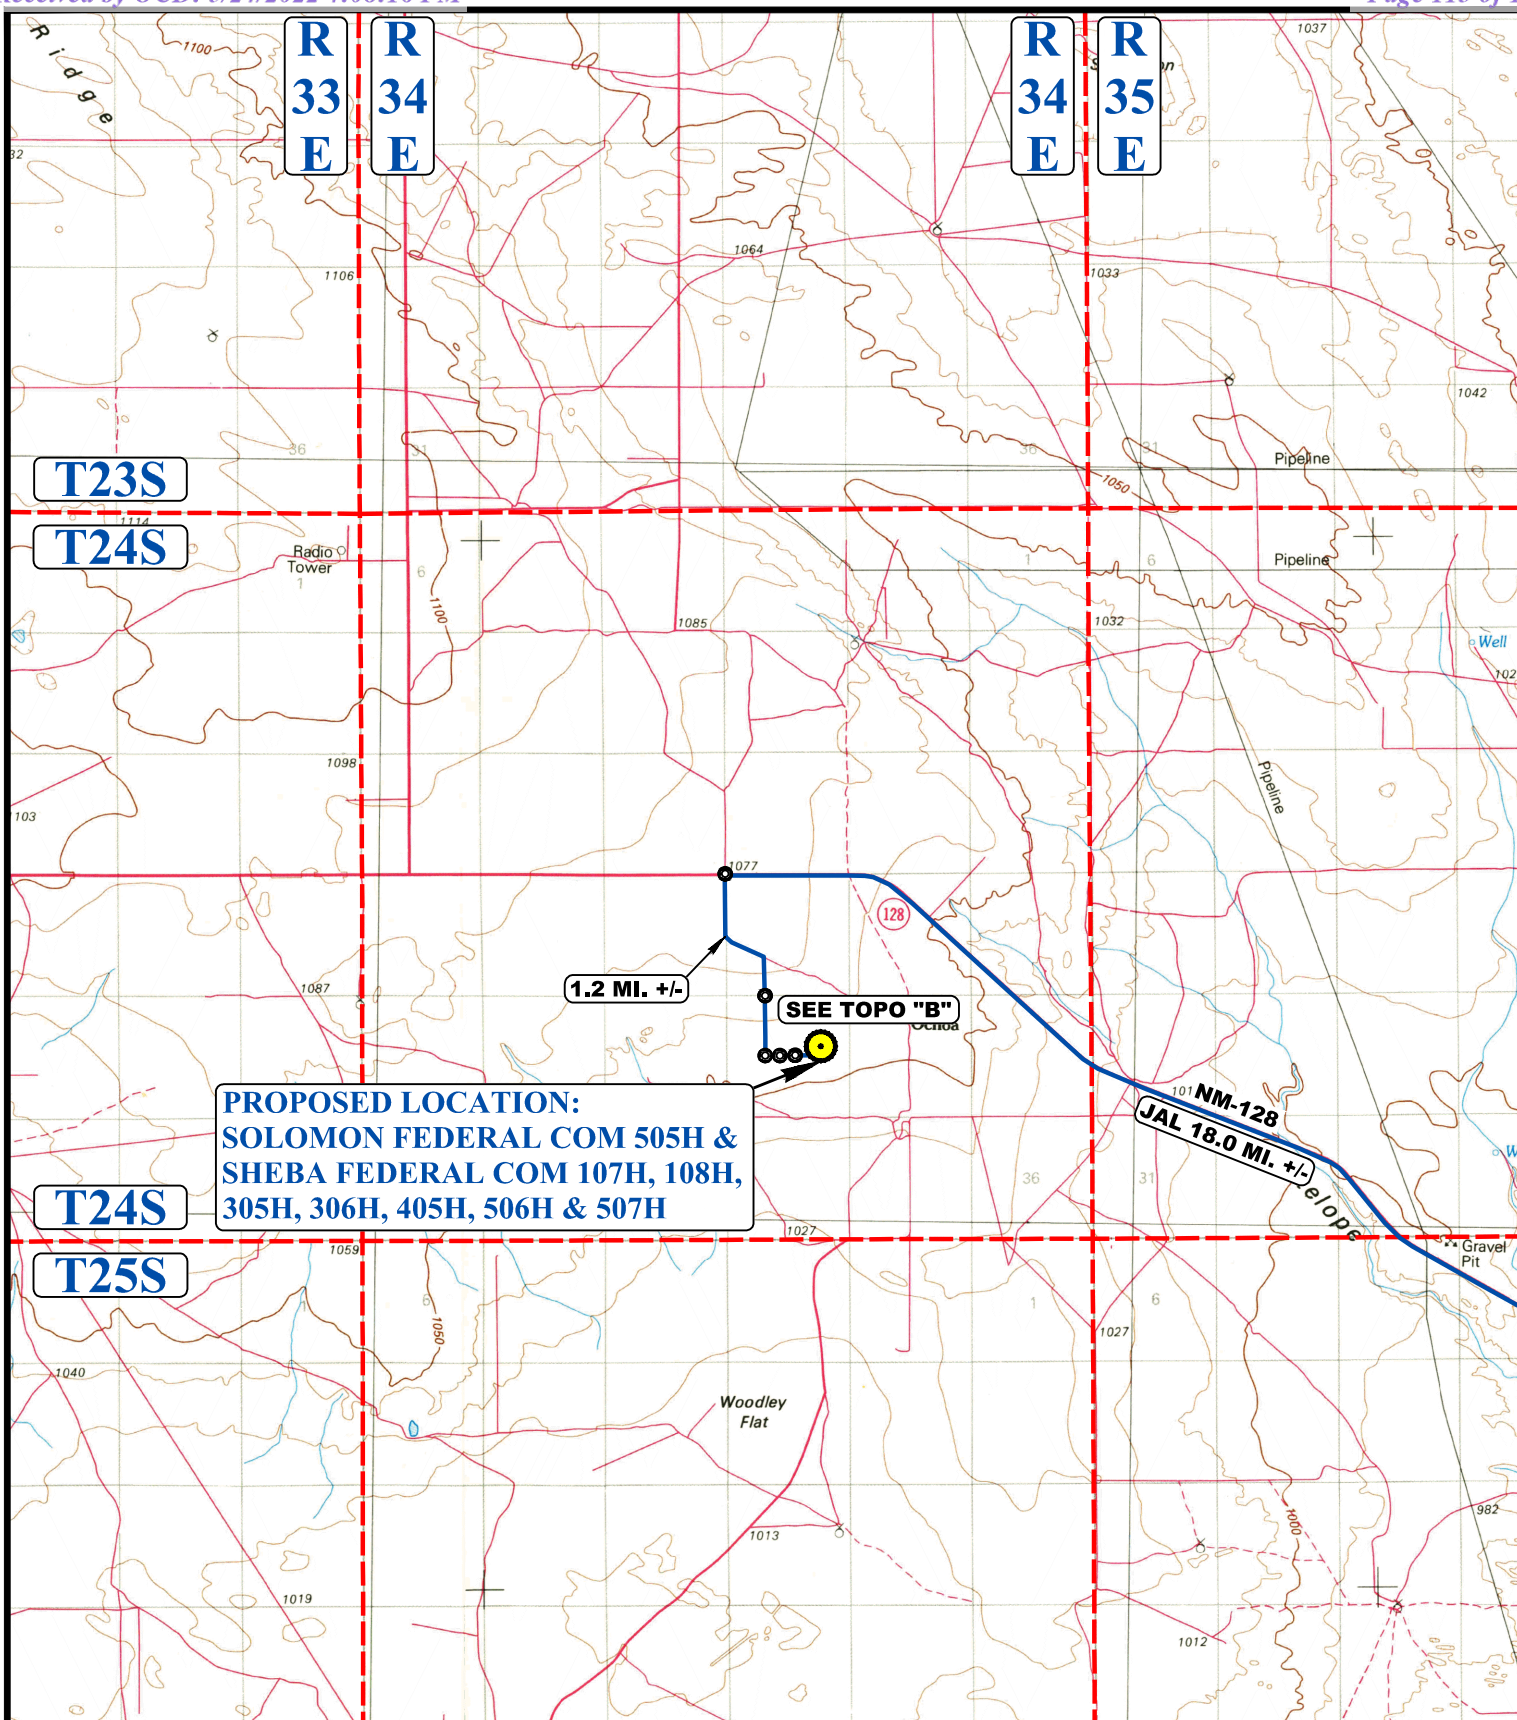 R 33 E
R 34 E
R 34 E
R 35 E
Ridge
1100
1037
1064
1106
1033
1042
36
31
36
31
Pipeline
1050
T23S
T24S
1114
Radio
Tower
1
6
1
6
1100
Pipeline
1085
1032
Well
1098
Pipeline
1077
128
1087
1.2 MI. +/-
SEE TOPO "B"
Ochoa
PROPOSED LOCATION:
SOLOMON FEDERAL COM 505H &
SHEBA FEDERAL COM 107H, 108H,
305H, 306H, 405H, 506H & 507H
NM-128
JAL 18.0 MI. +/-
36
31
T24S
T25S
1059
1027
Gravel
Pit
1
6
1
6
1050
1027
1040
Woodley
Flat
1013
1000
982
1019
1012